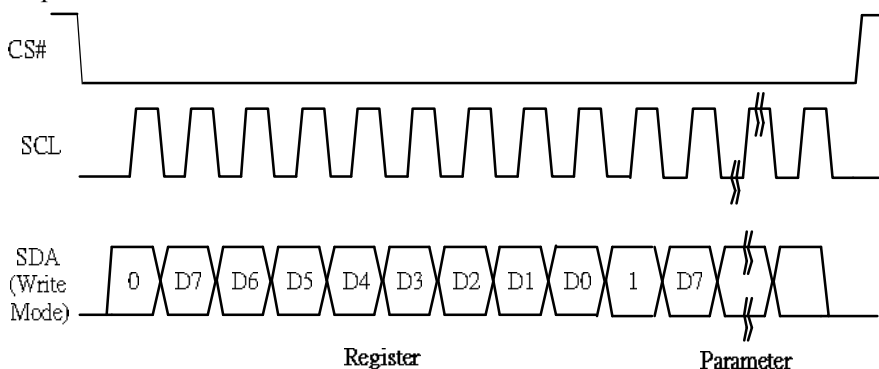 CS#
SCL
SDA
(Write
Mode)
0 D7 D6 D5 D4 D3 D2 D1 D0 1 D7
Register Parameter